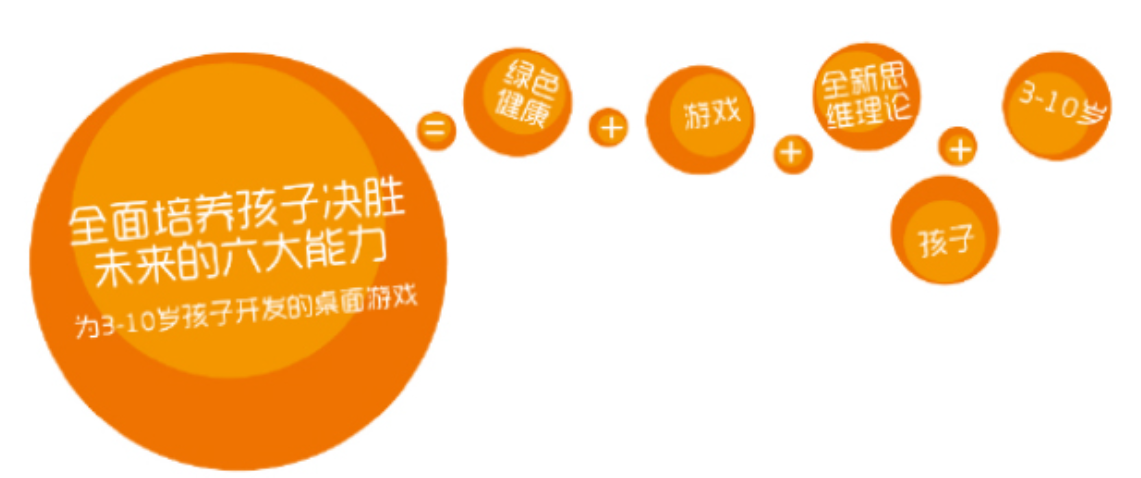 全面培养孩子决胜
未来的六大能力
为3-10岁孩子开发的桌面游戏
=
绿色
健康
+
游戏
+
全新思
维理论
+
3-10岁
孩子